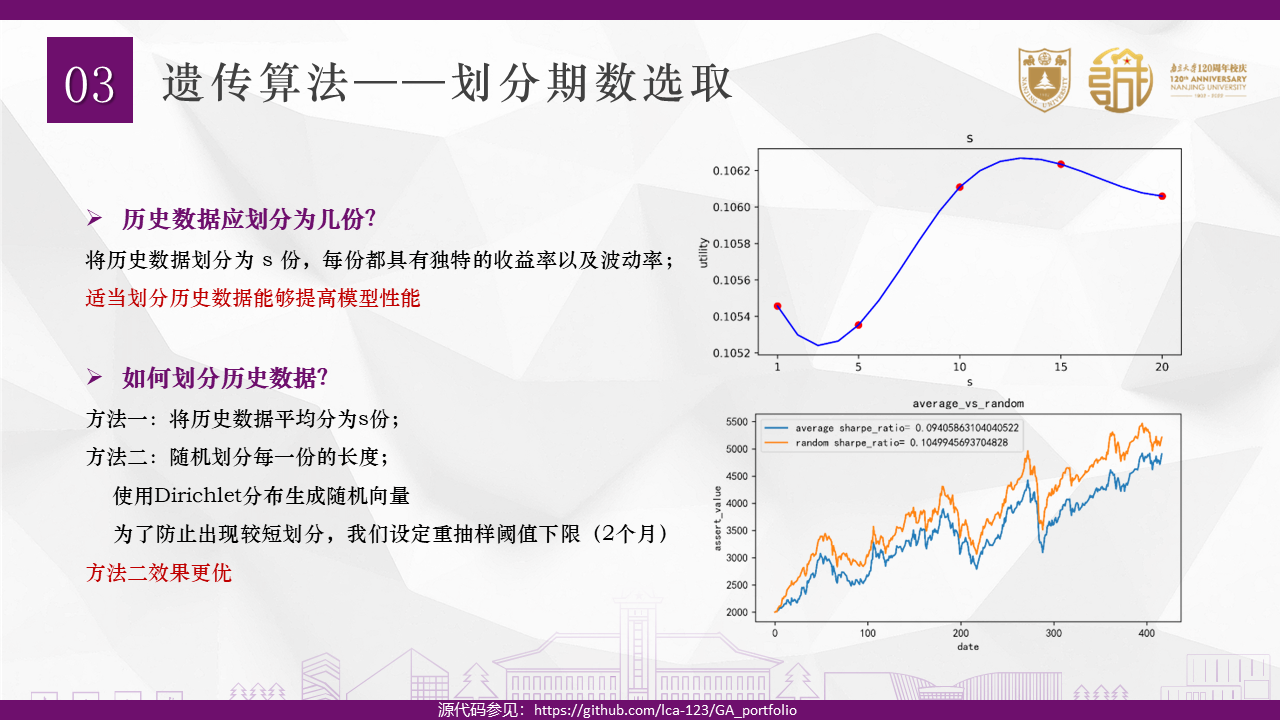 03
遗传算法——划分期数选取
南京大学120周年校庆
120th ANNIVERSARY
NANJING UNIVERSITY
1902 - 2022
NANJING UNIVERSITY
➢ 历史数据应划分为几份？
将历史数据划分为 s 份，每份都具有独特的收益率以及波动率；
适当划分历史数据能够提高模型性能
➢ 如何划分历史数据？
方法一：将历史数据平均分为s份；
方法二：随机划分每一份的长度；
使用Dirichlet分布生成随机向量
为了防止出现较短划分，我们设定重抽样阈值下限（2个月）
方法二效果更优
s
utility
0.1062
0.1060
0.1058
0.1056
0.1054
0.1052
1 5 10 15 20
s
average_vs_random
average sharpe_ratio= 0.09405863104040522
random sharpe_ratio= 0.1049945693704828
assert_value
5500
5000
4500
4000
3500
3000
2500
2000
0 100 200 300 400
date
源代码参见：https://github.com/lca-123/GA_portfolio